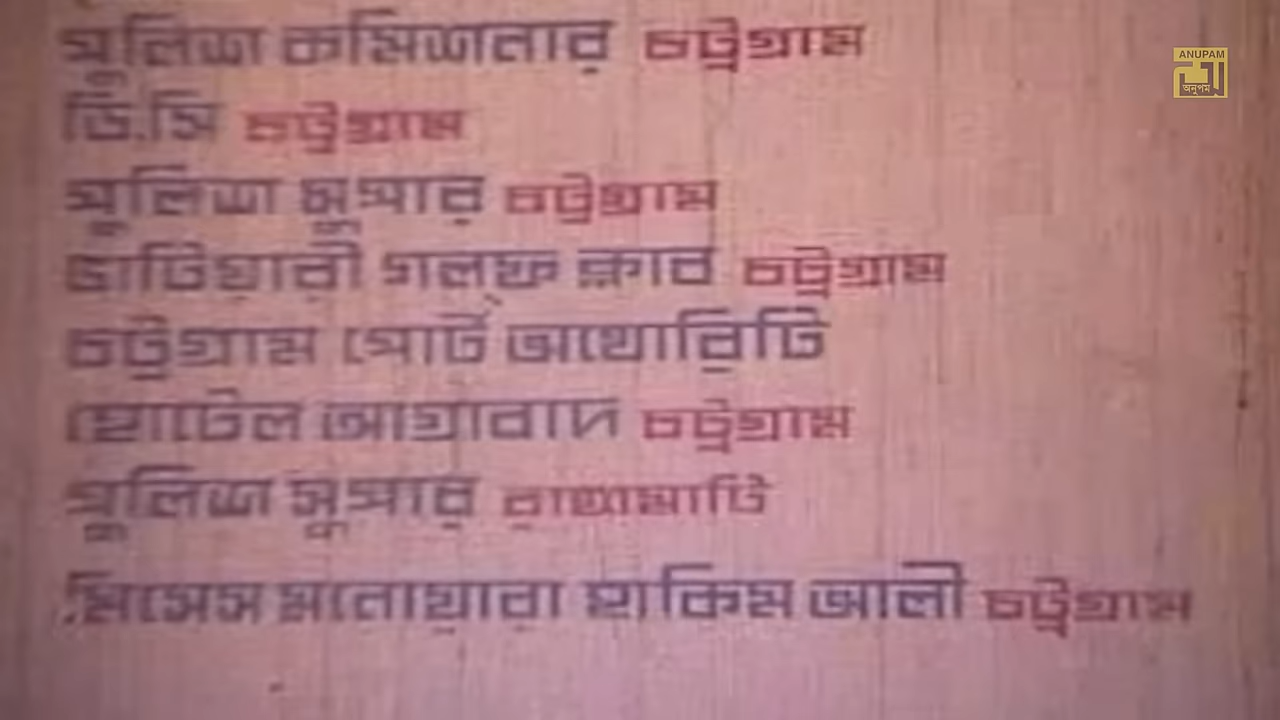 পুলিশ কমিশনার চট্টগ্রাম
ANUPAM
অনুপম
ডি.সি চট্টগ্রাম
পুলিশ সুপার চট্টগ্রাম
ভাটিয়ারী গলফ ক্লাব চট্টগ্রাম
চট্টগ্রাম পোর্ট অথোরিটি
হোটেল আগ্রাবাদ চট্টগ্রাম
পুলিশ সুপার রাঙ্গামাটি
মিসেস মনোয়ারা হাকিম আলী চট্টগ্রাম